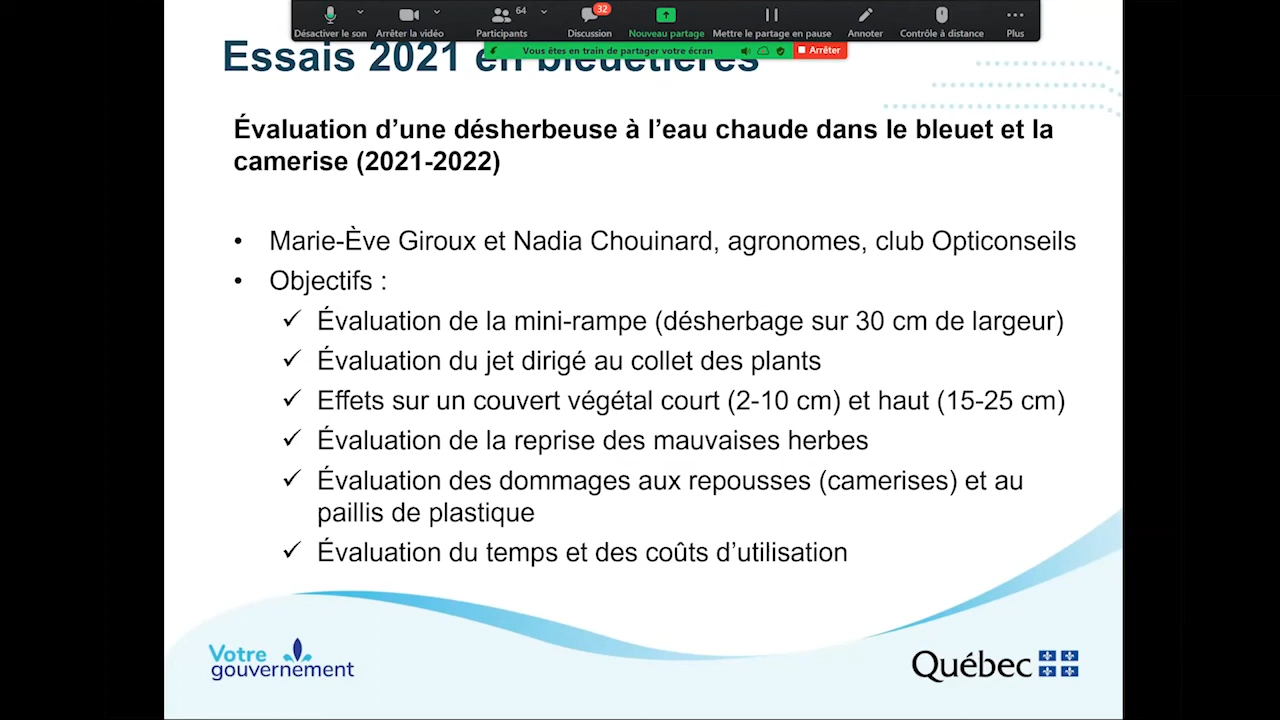 64
32
Désactiver le son
Arrêter la vidéo
Participants
Discussion
Nouveau partage
Mettre le partage en pause
Annoter
Contrôle à distance
Plus
Vous êtes en train de partager votre écran
Arrêter
Essais 2021 en bleuetières
Évaluation d’une désherbeuse à l’eau chaude dans le bleuet et la
camerise (2021-2022)
• Marie-Ève Giroux et Nadia Chouinard, agronomes, club Opticonseils
• Objectifs :
✓ Évaluation de la mini-rampe (désherbage sur 30 cm de largeur)
✓ Évaluation du jet dirigé au collet des plants
✓ Effets sur un couvert végétal court (2-10 cm) et haut (15-25 cm)
✓ Évaluation de la reprise des mauvaises herbes
✓ Évaluation des dommages aux repousses (camerises) et au
paillis de plastique
✓ Évaluation du temps et des coûts d’utilisation
Votre
gouvernement
Québec